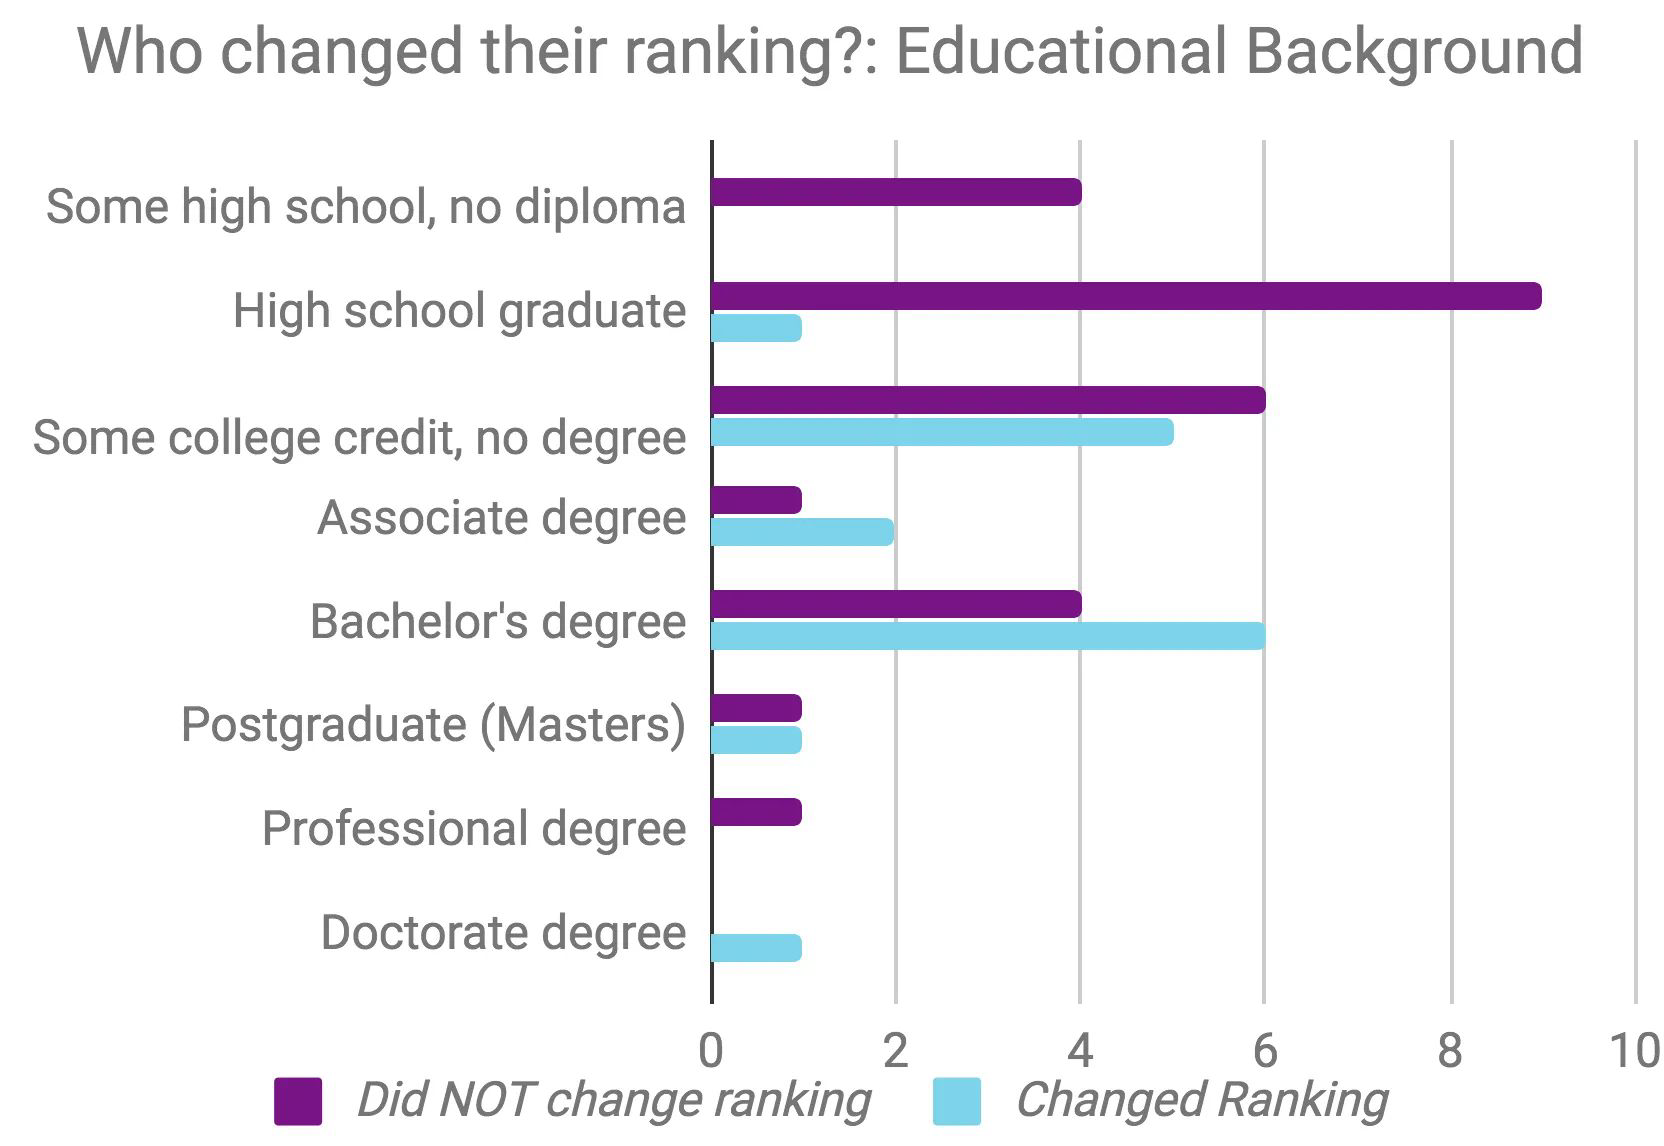 Who changed their ranking?: Educational Background
Some high school, no diploma
High school graduate
Some college credit, no degree
Associate degree
Bachelor's degree
Postgraduate (Masters)
Professional degree
Doctorate degree
0 2 4 6 8 10
Did NOT change ranking Changed Ranking